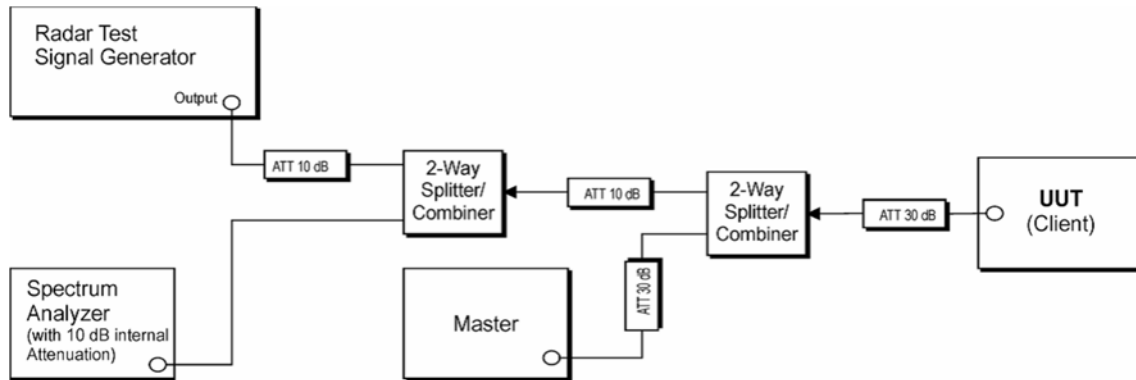 Radar Test
Signal Generator
Output
ATT 10 dB
2-Way
Splitter/
Combiner
ATT 10 dB
2-Way
Splitter/
Combiner
ATT 30 dB
UUT
(Client)
ATT 30 dB
Spectrum
Analyzer
(with 10 dB internal
Attenuation)
Master